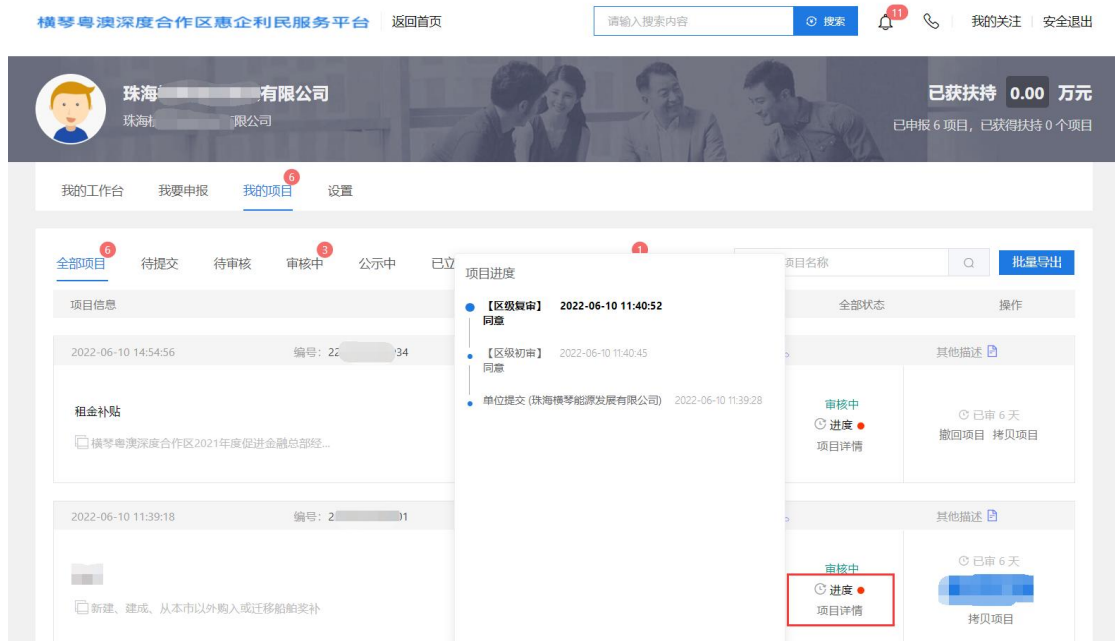 横琴粤澳深度合作区惠企利民服务平台 返回首页 请输入搜索内容 搜索 11 我的关注 安全退出
珠海 有限公司 已获扶持 0.00 万元
珠海 限公司 已申报 6 项目, 已获得扶持 0 个项目
我的工作台 我要申报 我的项目 6 设置
全部项目 6 待提交 待审核 审核中 3 公示中 已立 1 项目名称 批量导出
项目进度
项目信息 全部状态 操作
【区级复审】 2022-06-10 11:40:52
同意
2022-06-10 14:54:56 编号: 22 34 其他描述
【区级初审】 2022-06-10 11:40:45
同意
单位提交 (珠海横琴能源发展有限公司) 2022-06-10 11:39:28
租金补贴 审核中 已审 6 天
进度
横琴粤澳深度合作区2021年度促进金融总部经... 撤回项目 拷贝项目
项目详情
2022-06-10 11:39:18 编号: 2 01 其他描述
审核中 已审 6 天
进度
新建、建成、从本市以外购入或迁移船舶奖补 项目详情
拷贝项目